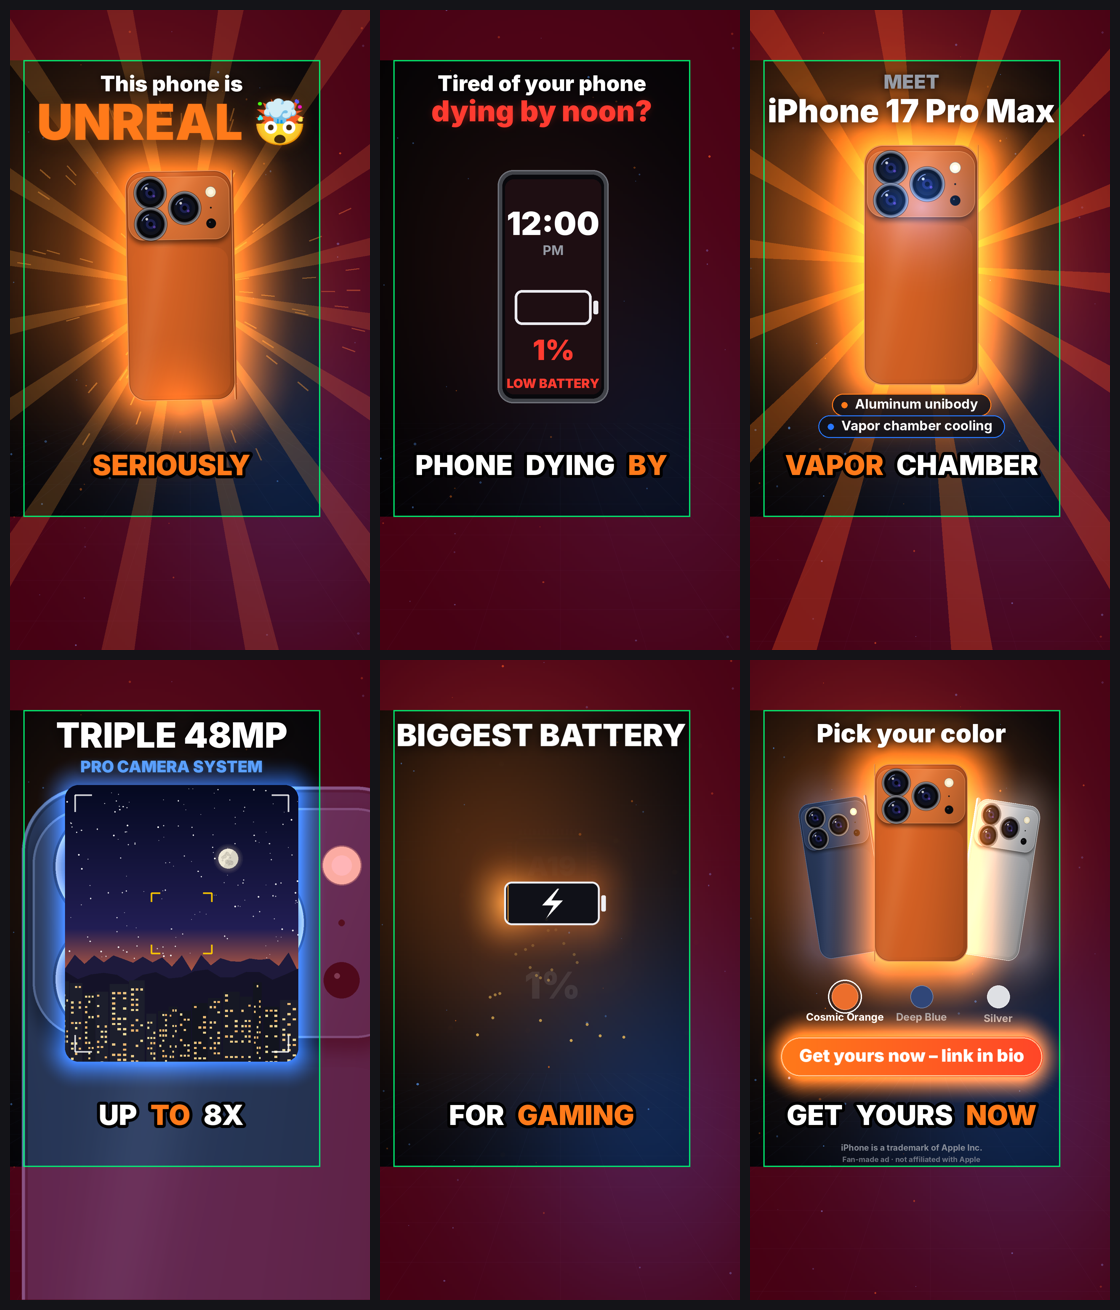 This phone is
UNREAL 🤯
SERIOUSLY
Tired of your phone
dying by noon?
12:00
PM
1%
LOW BATTERY
PHONE DYING BY
MEET
iPhone 17 Pro Max
Aluminum unibody
Vapor chamber cooling
VAPOR CHAMBER
TRIPLE 48MP
PRO CAMERA SYSTEM
UP TO 8X
BIGGEST BATTERY
1%
FOR GAMING
Pick your color
Cosmic Orange Deep Blue Silver
Get yours now – link in bio
GET YOURS NOW
iPhone is a trademark of Apple Inc.
Fan-made ad · not affiliated with Apple